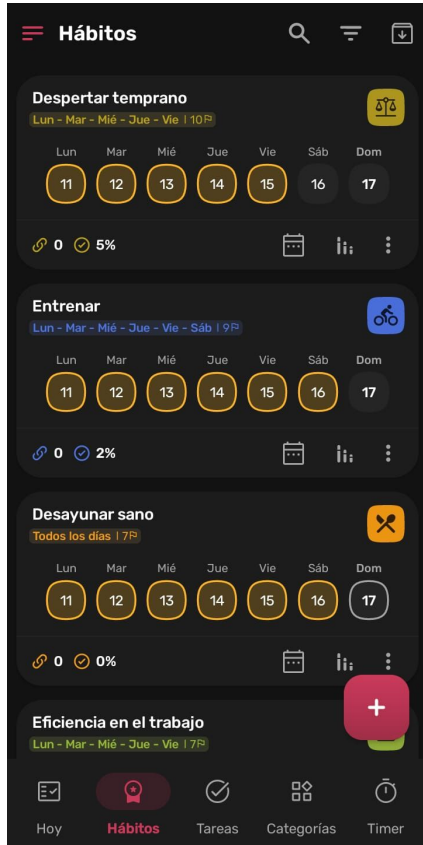 Hábitos
Despertar temprano
Lun - Mar - Mié - Jue - Vie | 10
Lun Mar Mié Jue Vie Sáb Dom
11 12 13 14 15 16 17
0 5%
Entrenar
Lun - Mar - Mié - Jue - Vie - Sáb | 9
Lun Mar Mié Jue Vie Sáb Dom
11 12 13 14 15 16 17
0 2%
Desayunar sano
Todos los días | 7
Lun Mar Mié Jue Vie Sáb Dom
11 12 13 14 15 16 17
0 0%
+
Eficiencia en el trabajo
Lun - Mar - Mié - Jue - Vie | 7
Hoy Hábitos Tareas Categorías Timer